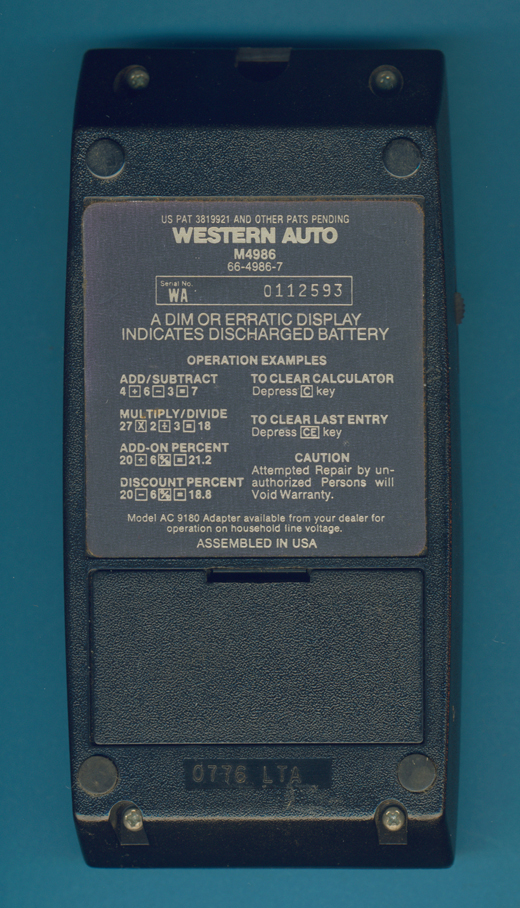 US PAT 3819921 AND OTHER PATS PENDING
WESTERN AUTO
M4986
66-4986-7
Serial No.
WA 0112593
A DIM OR ERRATIC DISPLAY
INDICATES DISCHARGED BATTERY
OPERATION EXAMPLES
ADD/SUBTRACT
4 + 6 − 3 = 7
MULTIPLY/DIVIDE
27 X 2 ÷ 3 = 18
ADD-ON PERCENT
20 + 6 % = 21.2
DISCOUNT PERCENT
20 − 6 % = 18.8
TO CLEAR CALCULATOR
Depress C key
TO CLEAR LAST ENTRY
Depress CE key
CAUTION
Attempted Repair by un-
authorized Persons will
Void Warranty.
Model AC 9180 Adapter available from your dealer for
operation on household line voltage.
ASSEMBLED IN USA
0776 LTA